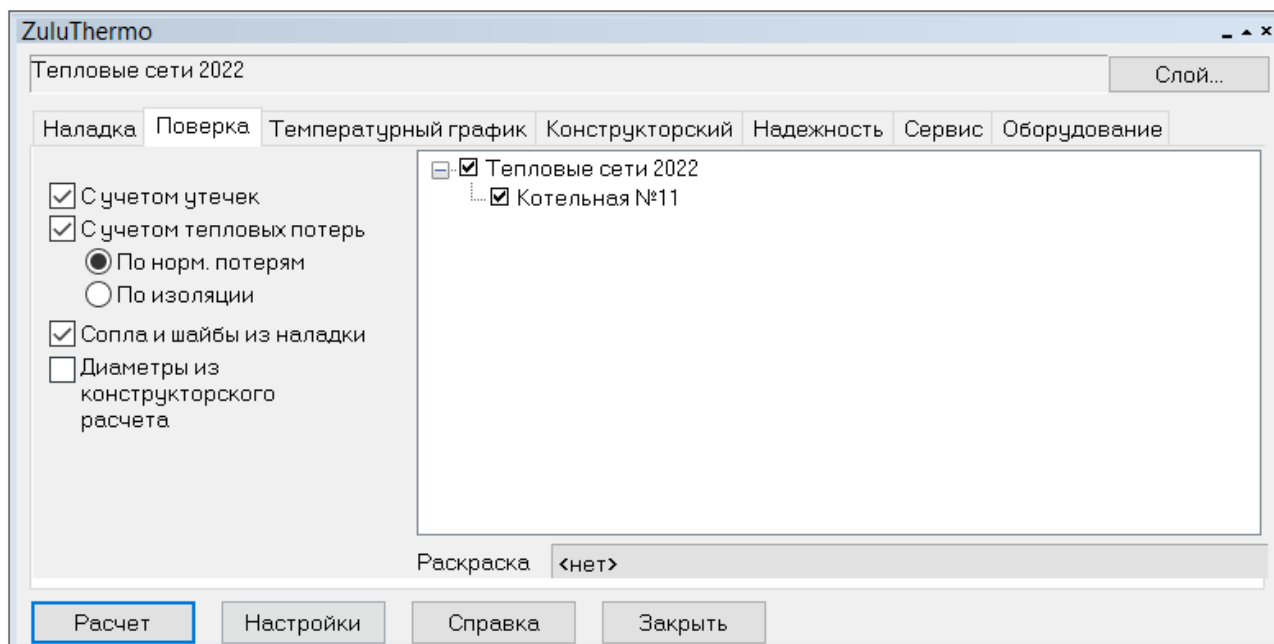 ZuluThermo
Тепловые сети 2022
Слой...
Наладка Поверка Температурный график Конструкторский Надежность Сервис Оборудование
С учетом утечек
С учетом тепловых потерь
По норм. потерям
По изоляции
Сопла и шайбы из наладки
Диаметры из
конструкторского
расчета
Тепловые сети 2022
Котельная №11
Раскраска <нет>
Расчет Настройки Справка Закрыть